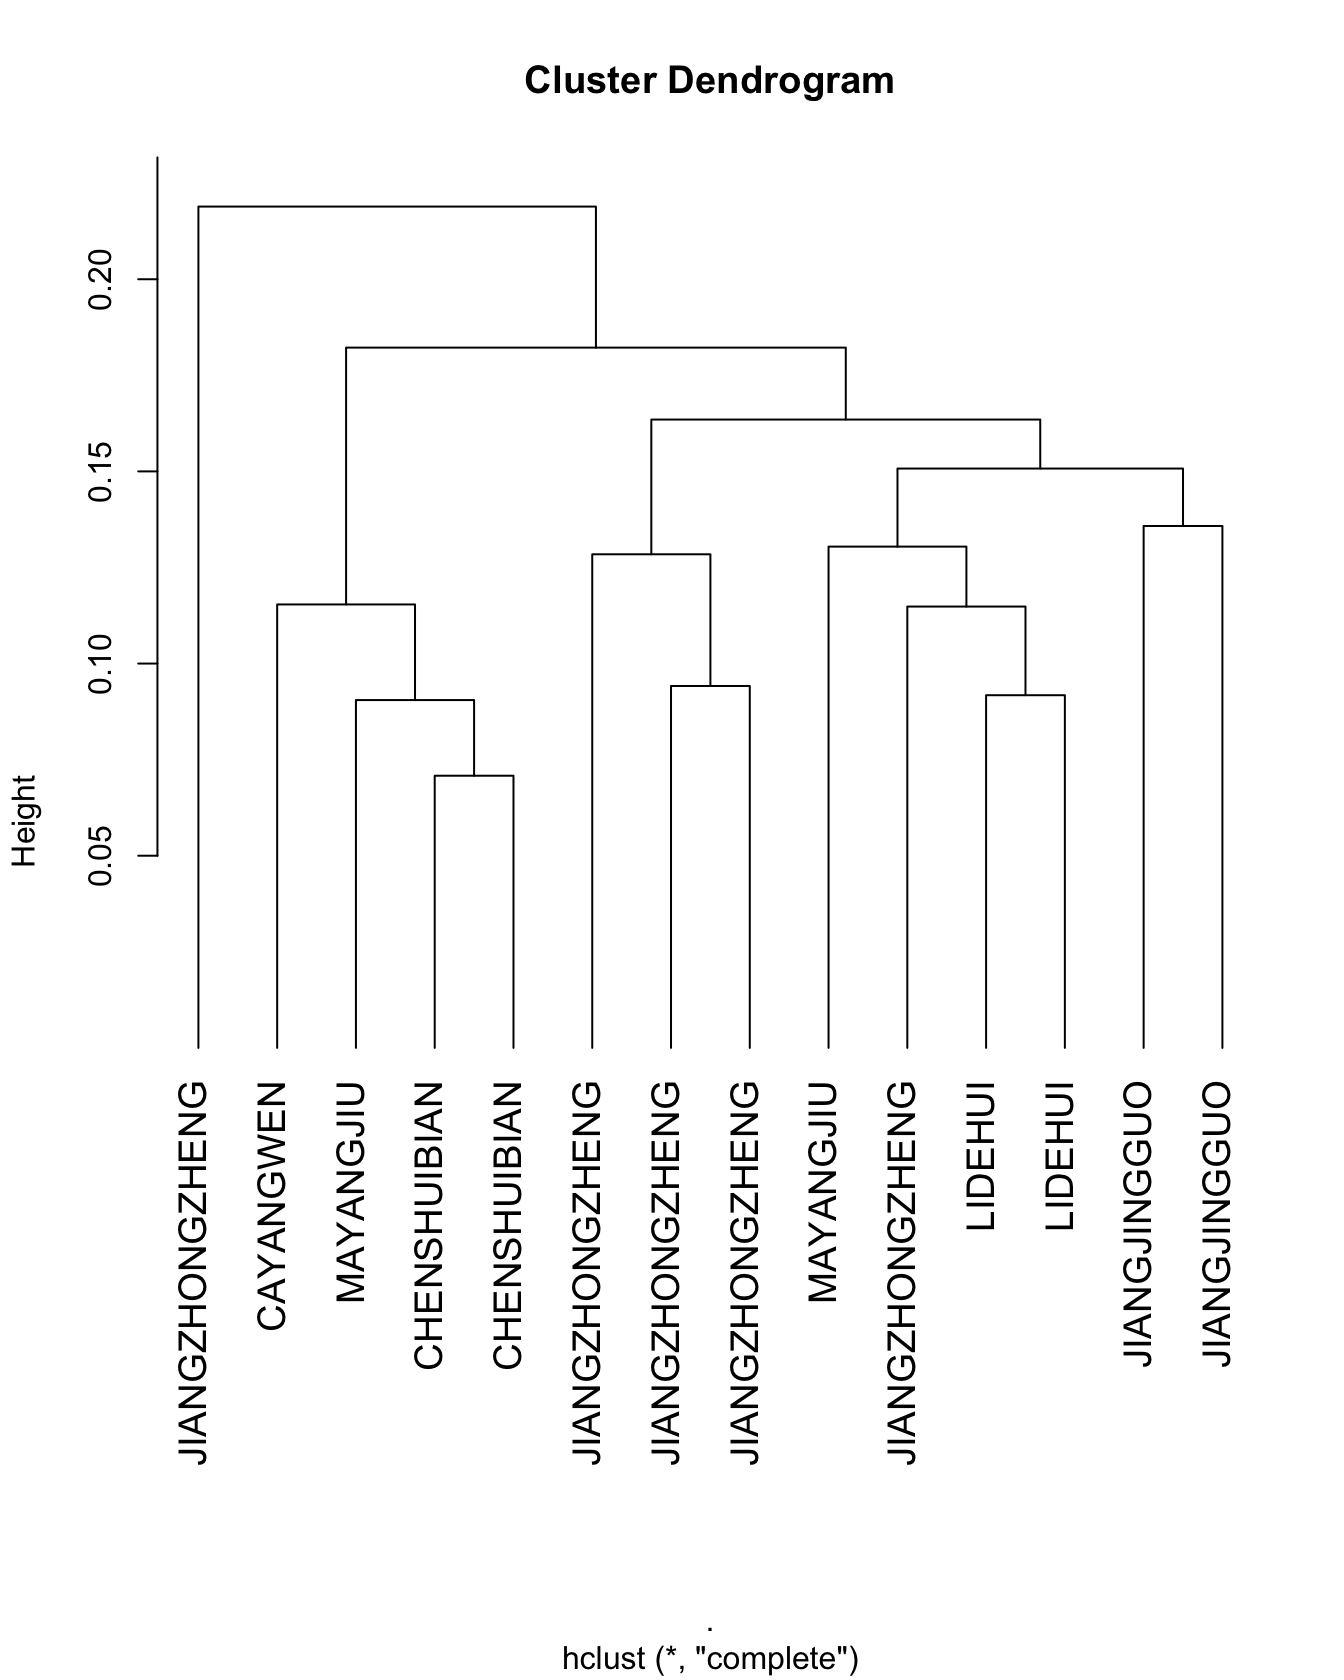 Cluster Dendrogram
Height
0.20
0.15
0.10
0.05
JIANGZHONGZHENG
CAYANGWEN
MAYANGJIU
CHENSHUIBIAN
CHENSHUIBIAN
JIANGZHONGZHENG
JIANGZHONGZHENG
JIANGZHONGZHENG
MAYANGJIU
JIANGZHONGZHENG
LIDEHUI
LIDEHUI
JIANGJINGGUO
JIANGJINGGUO
.
hclust (*, "complete")